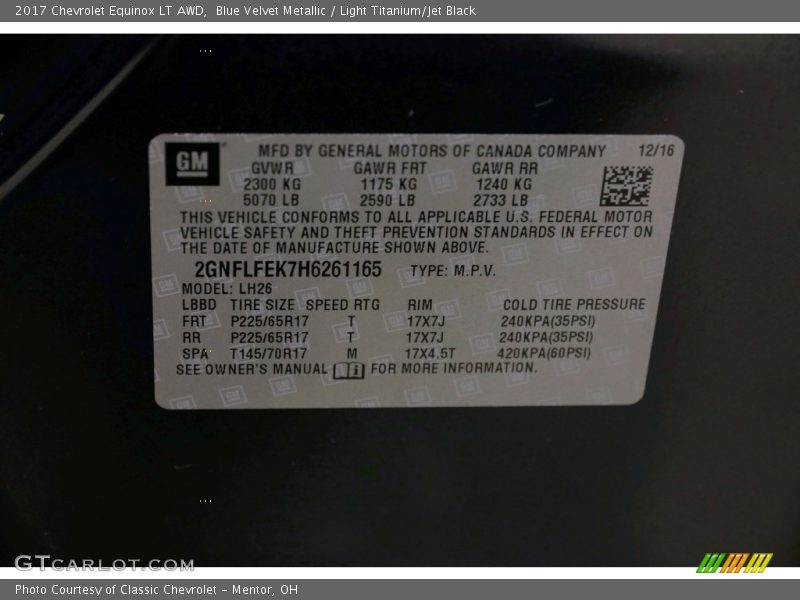 2017 Chevrolet Equinox LT AWD, Blue Velvet Metallic / Light Titanium/Jet Black
GM MFD BY GENERAL MOTORS OF CANADA COMPANY 12/16
GVWR GAWR FRT GAWR RR
2300 KG 1175 KG 1240 KG
5070 LB 2590 LB 2733 LB
THIS VEHICLE CONFORMS TO ALL APPLICABLE U.S. FEDERAL MOTOR
VEHICLE SAFETY AND THEFT PREVENTION STANDARDS IN EFFECT ON
THE DATE OF MANUFACTURE SHOWN ABOVE.
2GNFLFEK7H6261165 TYPE: M.P.V.
MODEL: LH26
LBBD TIRE SIZE SPEED RTG RIM COLD TIRE PRESSURE
FRT P225/65R17 T 17X7J 240KPA(35PSI)
RR P225/65R17 T 17X7J 240KPA(35PSI)
SPA T145/70R17 M 17X4.5T 420KPA(60PSI)
SEE OWNER'S MANUAL i FOR MORE INFORMATION.
GTCARLOT.COM
Photo Courtesy of Classic Chevrolet - Mentor, OH